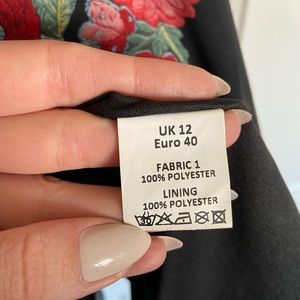 UK 12
Euro 40
FABRIC 1
100% POLYESTER
LINING
100% POLYESTER